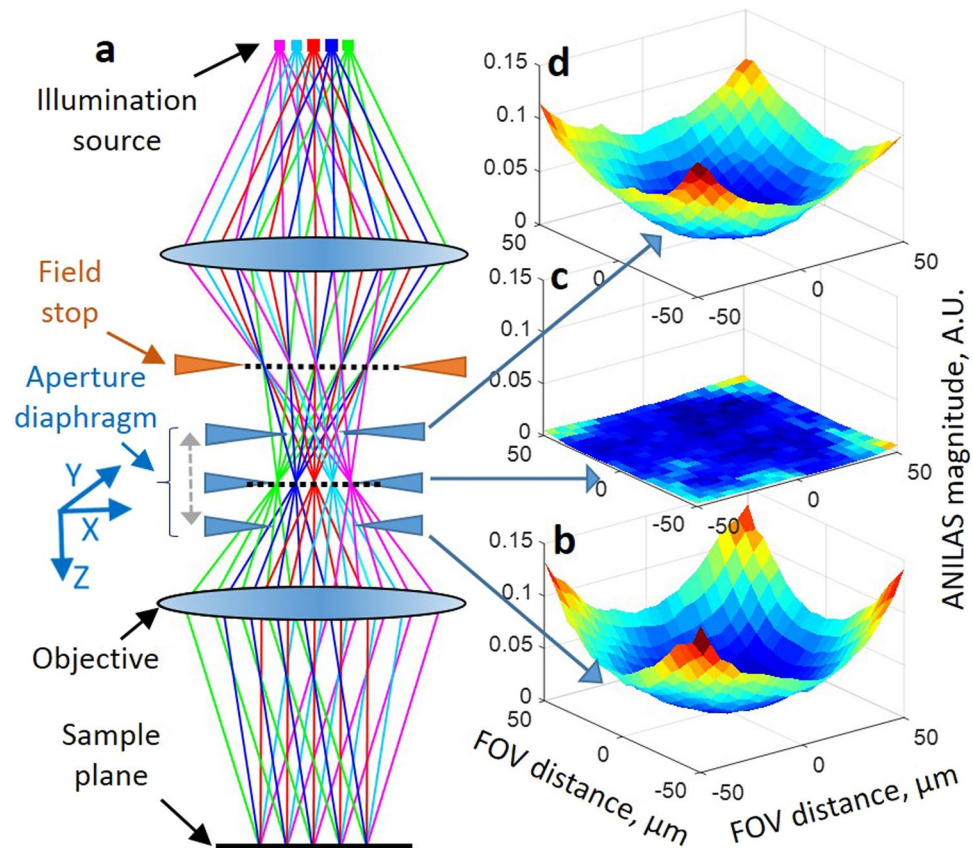 a
Illumination
source
Field
stop
Aperture
diaphragm
Y
X
Z
Objective
Sample
plane
d
0.15
0.1
0.05
0
50
0
-50
-50
0
50
c
0.15
0.1
0.05
0
50
0
-50
-50
0
50
b
0.15
0.1
0.05
0
50
0
-50
-50
0
50
FOV distance, µm
FOV distance, µm
ANILAS magnitude, A.U.